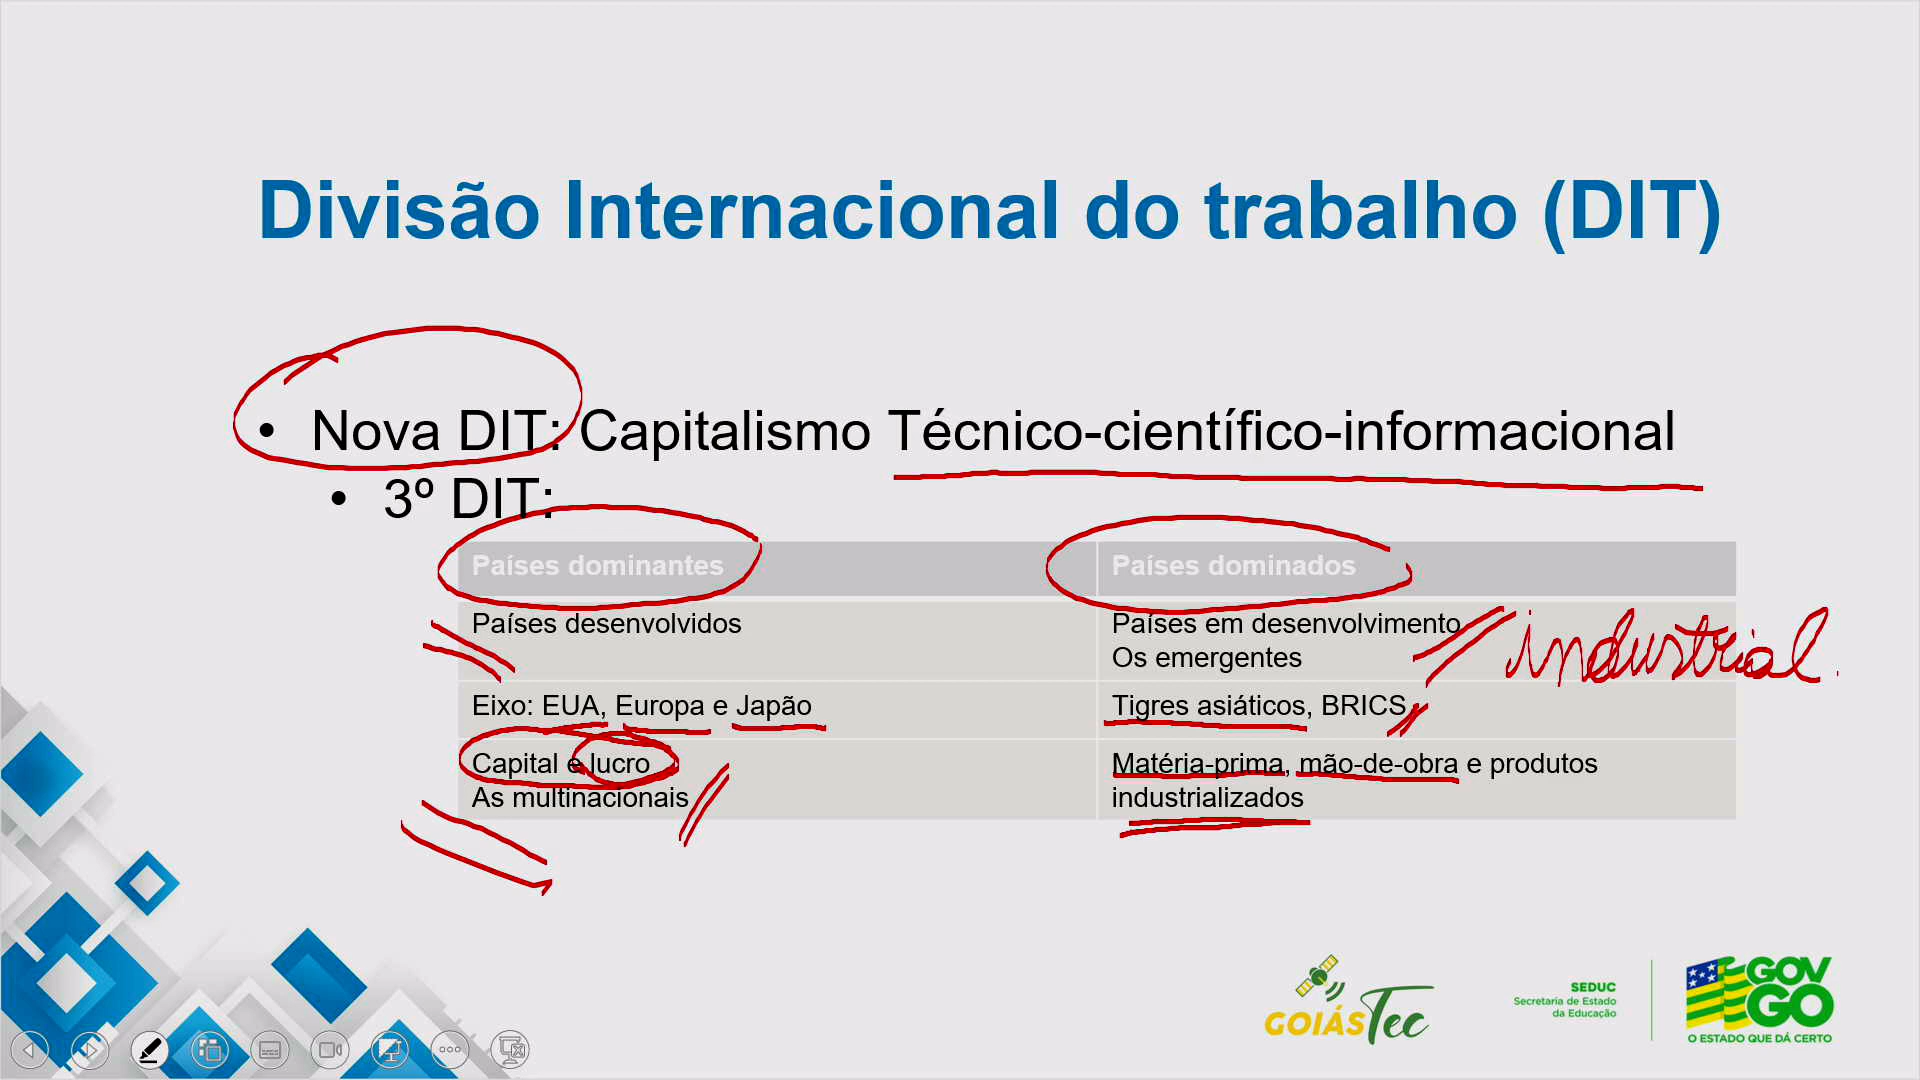 Divisão Internacional do trabalho (DIT)
• Nova DIT: Capitalismo Técnico-científico-informacional
• 3º DIT:
Países dominantes
Países dominados
Países desenvolvidos
Países em desenvolvimento
Os emergentes
industrial.
Eixo: EUA, Europa e Japão
Tigres asiáticos, BRICS
Capital e lucro
As multinacionais
Matéria-prima, mão-de-obra e produtos
industrializados
GOIÁSTec
SEDUC
Secretaria de Estado
da Educação
GOV
GO
O ESTADO QUE DÁ CERTO